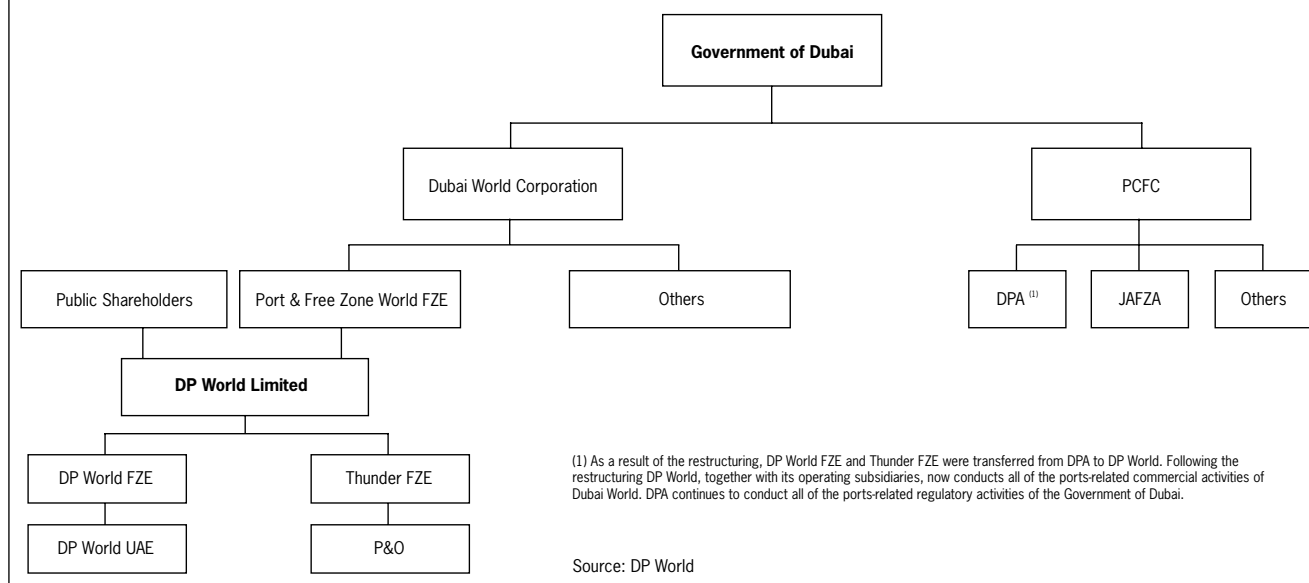 Government of Dubai
Dubai World Corporation
PCFC
Public Shareholders
Port & Free Zone World FZE
Others
DPA (1)
JAFZA
Others
DP World Limited
DP World FZE
Thunder FZE
(1) As a result of the restructuring, DP World FZE and Thunder FZE were transferred from DPA to DP World. Following the
restructuring DP World, together with its operating subsidiaries, now conducts all of the ports-related commercial activities of
Dubai World. DPA continues to conduct all of the ports-related regulatory activities of the Government of Dubai.
DP World UAE
P&O
Source: DP World